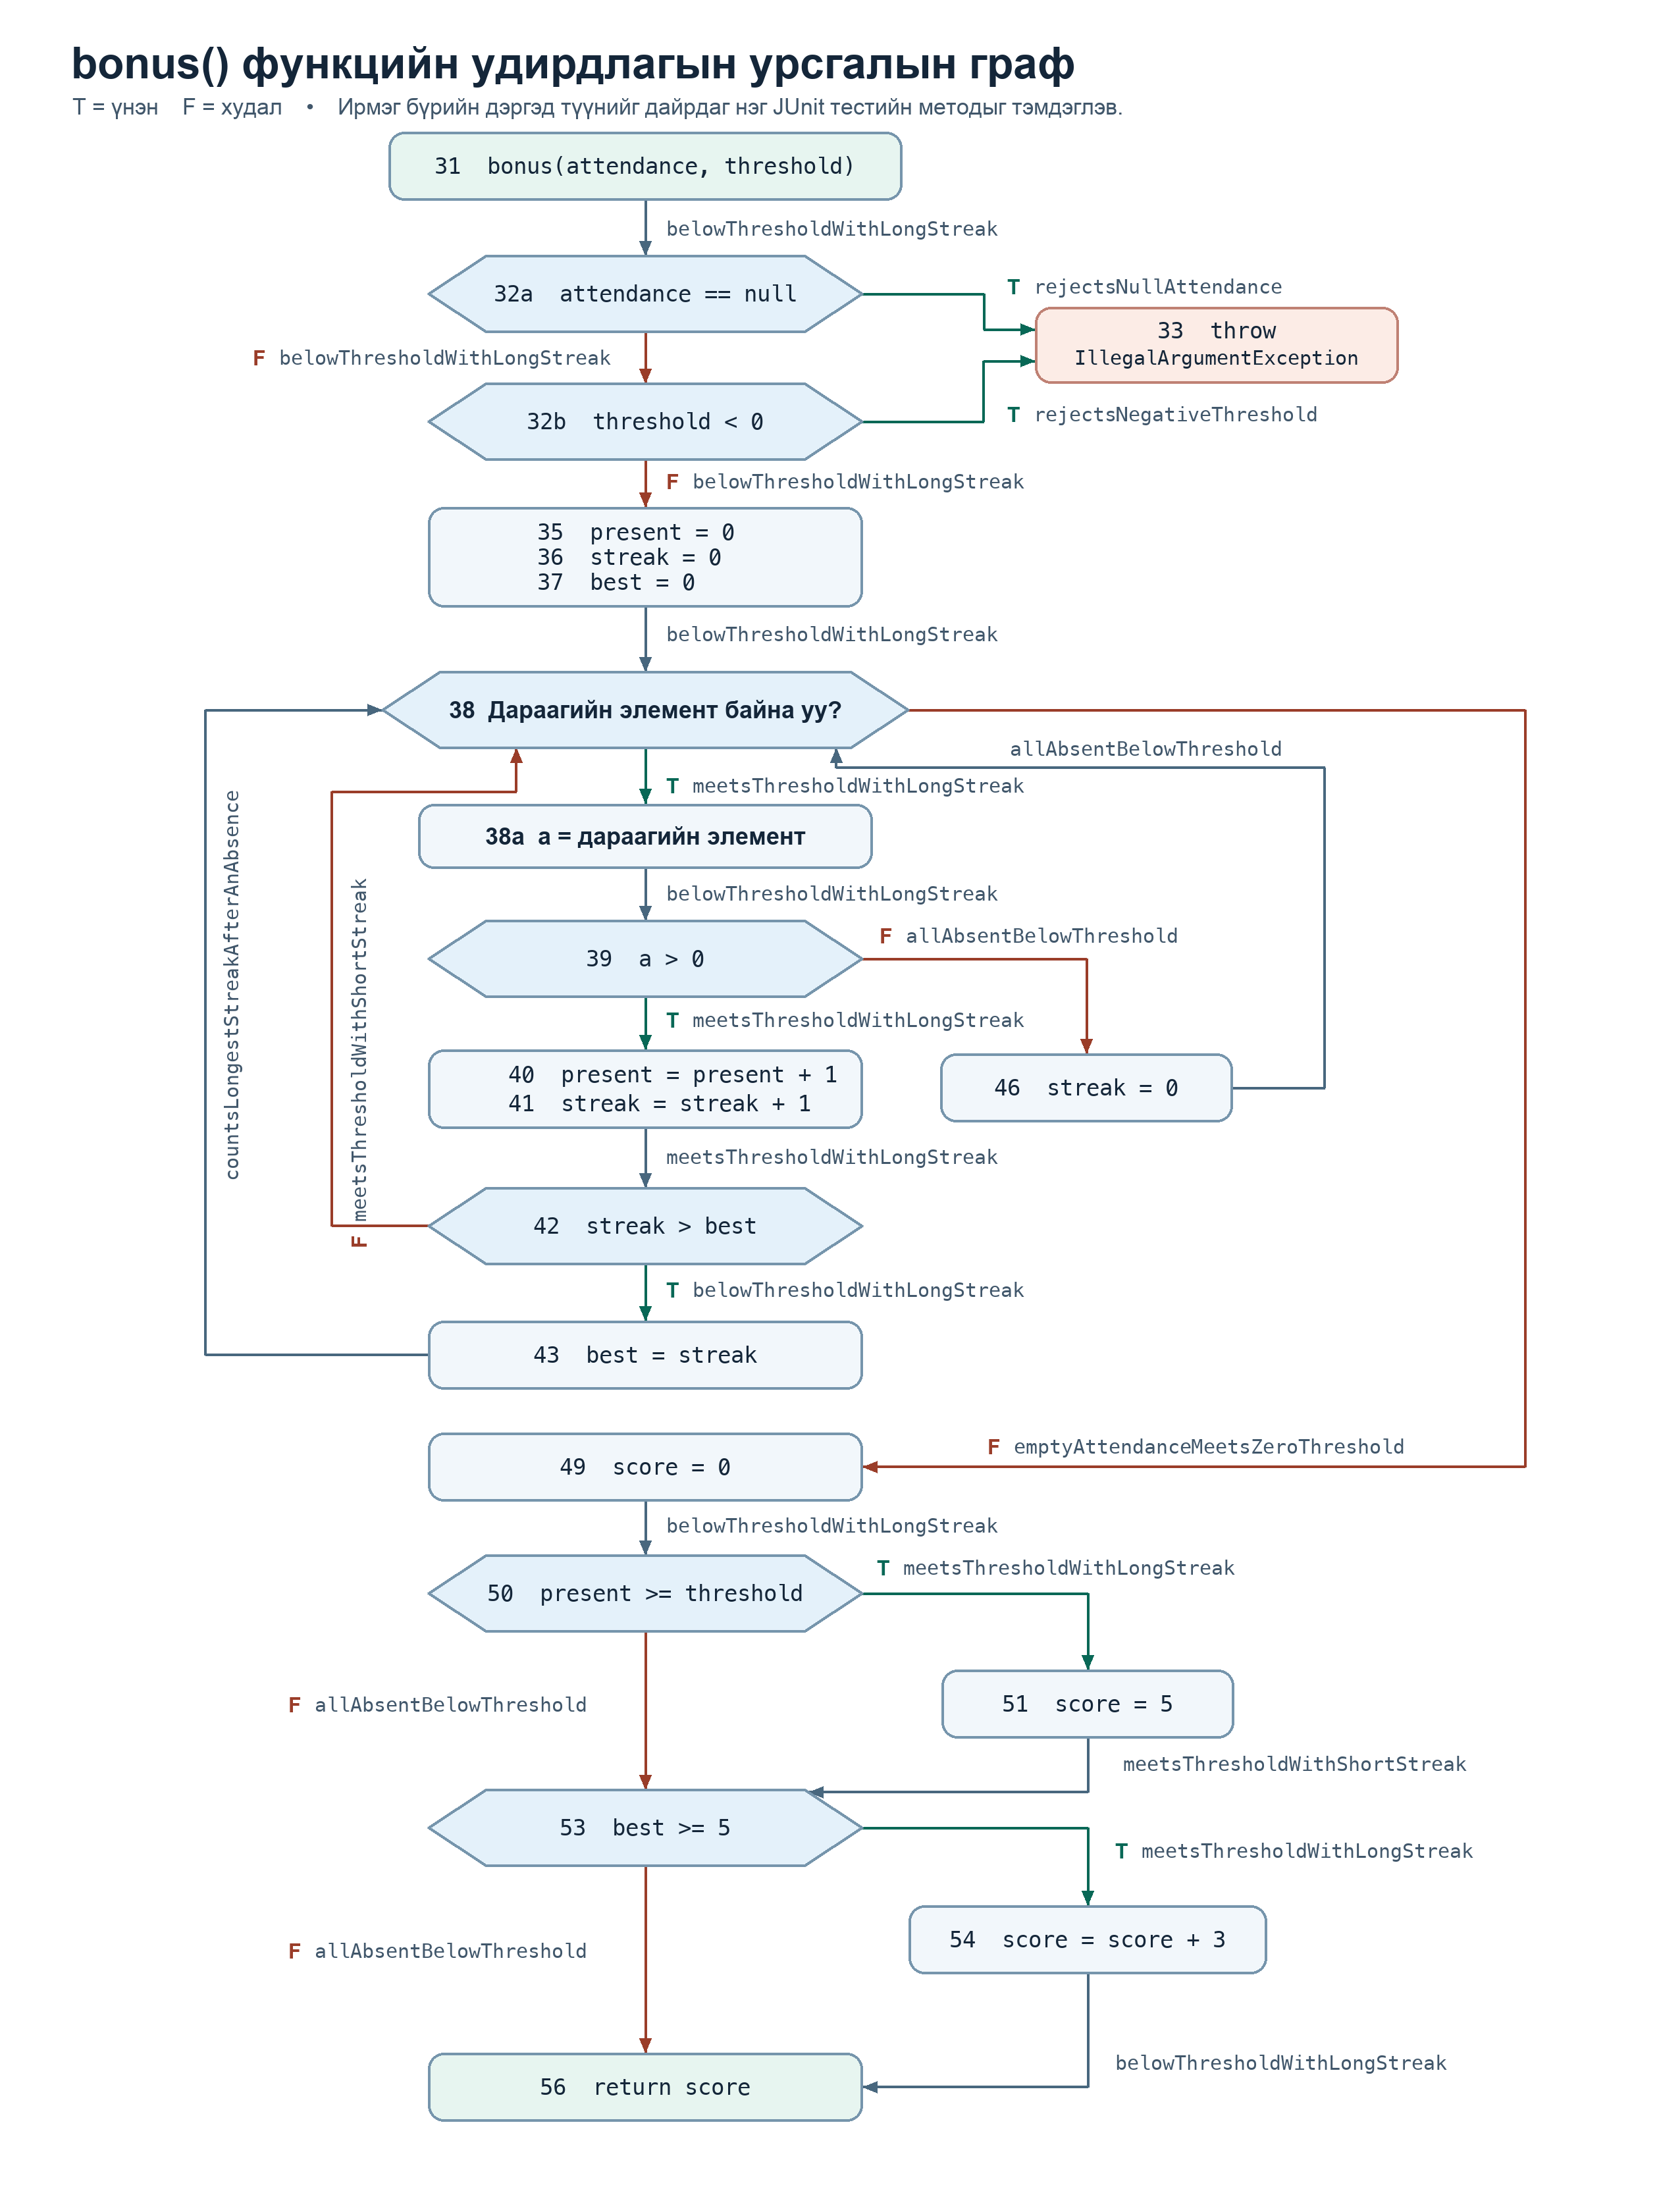 bonus() функцийн удирдлагын урсгалын граф
T = үнэн F = худал • Ирмэг бүрийн дэргэд түүнийг дайрдаг нэг JUnit тестийн методыг тэмдэглэв.
31 bonus(attendance, threshold)
belowThresholdWithLongStreak
32a attendance == null
T rejectsNullAttendance
33 throw
IllegalArgumentException
F belowThresholdWithLongStreak
32b threshold < 0
T rejectsNegativeThreshold
F belowThresholdWithLongStreak
35 present = 0
36 streak = 0
37 best = 0
belowThresholdWithLongStreak
38 Дараагийн элемент байна уу?
allAbsentBelowThreshold
T meetsThresholdWithLongStreak
38a a = дараагийн элемент
belowThresholdWithLongStreak
countsLongestStreakAfterAnAbsence
F meetsThresholdWithShortStreak
39 a > 0
F allAbsentBelowThreshold
T meetsThresholdWithLongStreak
40 present = present + 1
41 streak = streak + 1
46 streak = 0
meetsThresholdWithLongStreak
42 streak > best
T belowThresholdWithLongStreak
43 best = streak
F emptyAttendanceMeetsZeroThreshold
49 score = 0
belowThresholdWithLongStreak
T meetsThresholdWithLongStreak
50 present >= threshold
F allAbsentBelowThreshold
51 score = 5
meetsThresholdWithShortStreak
53 best >= 5
T meetsThresholdWithLongStreak
54 score = score + 3
F allAbsentBelowThreshold
belowThresholdWithLongStreak
56 return score